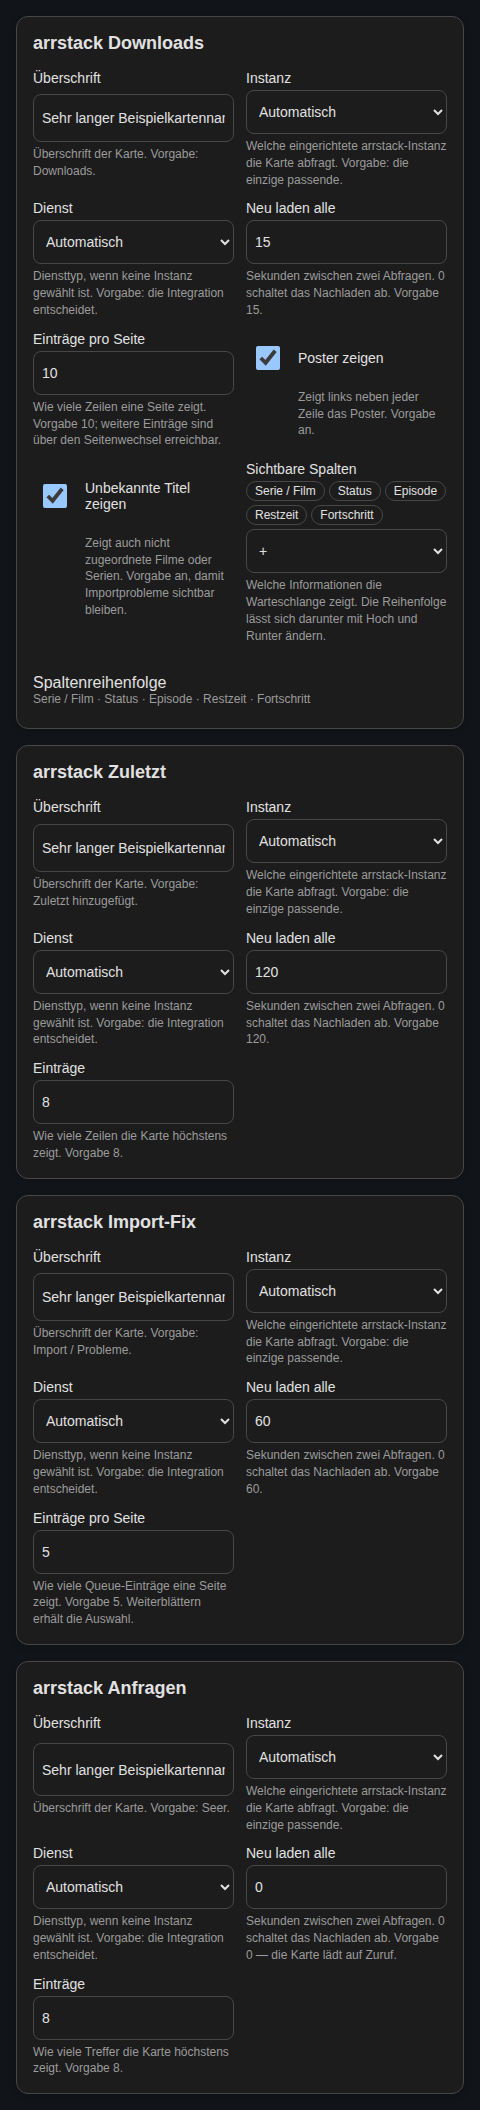 arrstack Downloads
Überschrift
Instanz
Sehr langer Beispielkartennar
Automatisch
Überschrift der Karte. Vorgabe:
Downloads.
Welche eingerichtete arrstack-Instanz
die Karte abfragt. Vorgabe: die
einzige passende.
Dienst
Neu laden alle
Automatisch
15
Diensttyp, wenn keine Instanz
gewählt ist. Vorgabe: die Integration
entscheidet.
Sekunden zwischen zwei Abfragen. 0
schaltet das Nachladen ab. Vorgabe
15.
Einträge pro Seite
10
Poster zeigen
Wie viele Zeilen eine Seite zeigt.
Vorgabe 10; weitere Einträge sind
über den Seitenwechsel erreichbar.
Zeigt links neben jeder
Zeile das Poster. Vorgabe
an.
Unbekannte Titel
zeigen
Zeigt auch nicht
zugeordnete Filme oder
Serien. Vorgabe an, damit
Importprobleme sichtbar
bleiben.
Sichtbare Spalten
Serie / Film Status Episode
Restzeit Fortschritt
+
Welche Informationen die
Warteschlange zeigt. Die Reihenfolge
lässt sich darunter mit Hoch und
Runter ändern.
Spaltenreihenfolge
Serie / Film · Status · Episode · Restzeit · Fortschritt
arrstack Zuletzt
Überschrift
Instanz
Sehr langer Beispielkartennar
Automatisch
Überschrift der Karte. Vorgabe:
Zuletzt hinzugefügt.
Welche eingerichtete arrstack-Instanz
die Karte abfragt. Vorgabe: die
einzige passende.
Dienst
Neu laden alle
Automatisch
120
Diensttyp, wenn keine Instanz
gewählt ist. Vorgabe: die Integration
entscheidet.
Sekunden zwischen zwei Abfragen. 0
schaltet das Nachladen ab. Vorgabe
120.
Einträge
8
Wie viele Zeilen die Karte höchstens
zeigt. Vorgabe 8.
arrstack Import-Fix
Überschrift
Instanz
Sehr langer Beispielkartennar
Automatisch
Überschrift der Karte. Vorgabe:
Import / Probleme.
Welche eingerichtete arrstack-Instanz
die Karte abfragt. Vorgabe: die
einzige passende.
Dienst
Neu laden alle
Automatisch
60
Diensttyp, wenn keine Instanz
gewählt ist. Vorgabe: die Integration
entscheidet.
Sekunden zwischen zwei Abfragen. 0
schaltet das Nachladen ab. Vorgabe
60.
Einträge pro Seite
5
Wie viele Queue-Einträge eine Seite
zeigt. Vorgabe 5. Weiterblättern
erhält die Auswahl.
arrstack Anfragen
Überschrift
Instanz
Sehr langer Beispielkartennar
Automatisch
Überschrift der Karte. Vorgabe: Seer.
Welche eingerichtete arrstack-Instanz
die Karte abfragt. Vorgabe: die
einzige passende.
Dienst
Neu laden alle
Automatisch
0
Diensttyp, wenn keine Instanz
gewählt ist. Vorgabe: die Integration
entscheidet.
Sekunden zwischen zwei Abfragen. 0
schaltet das Nachladen ab. Vorgabe
0 — die Karte lädt auf Zuruf.
Einträge
8
Wie viele Treffer die Karte höchstens
zeigt. Vorgabe 8.